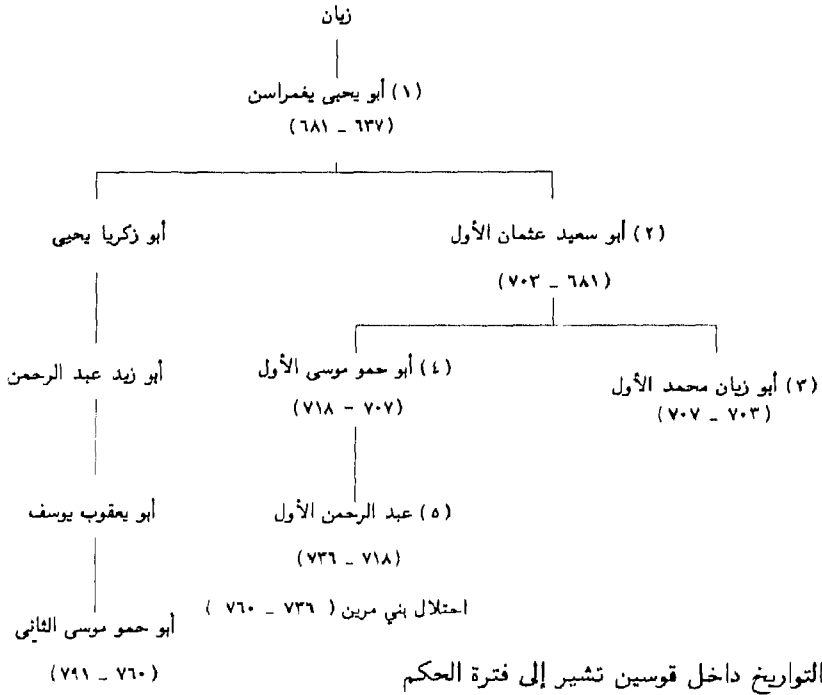 زيان
(١) أبو يحيى يغمراسن
(٦٣٧ _ ٦٨١)
(٢) أبو سعيد عثمان الأول
أبو زكريا يحيى
(٦٨١ _ ٧٠٣)
(٣) أبو زيان محمد الأول
(٤) أبو حمو موسى الأول
أبو زيد عبد الرحمن
(٧٠٣ _ ٧٠٧)
(٧٠٧ - ٧١٨)
(٥) عبد الرحمن الأول
أبو يعقوب يوسف
(٧١٨ _ ٧٣٦)
احتلال بني مرين ( ٧٣٦ _ ٧٦٠ )
أبو حمو موسى الثاني
(٧٦٠ _ ٧٩١)
التواريخ داخل قوسين تشير إلى فترة الحكم